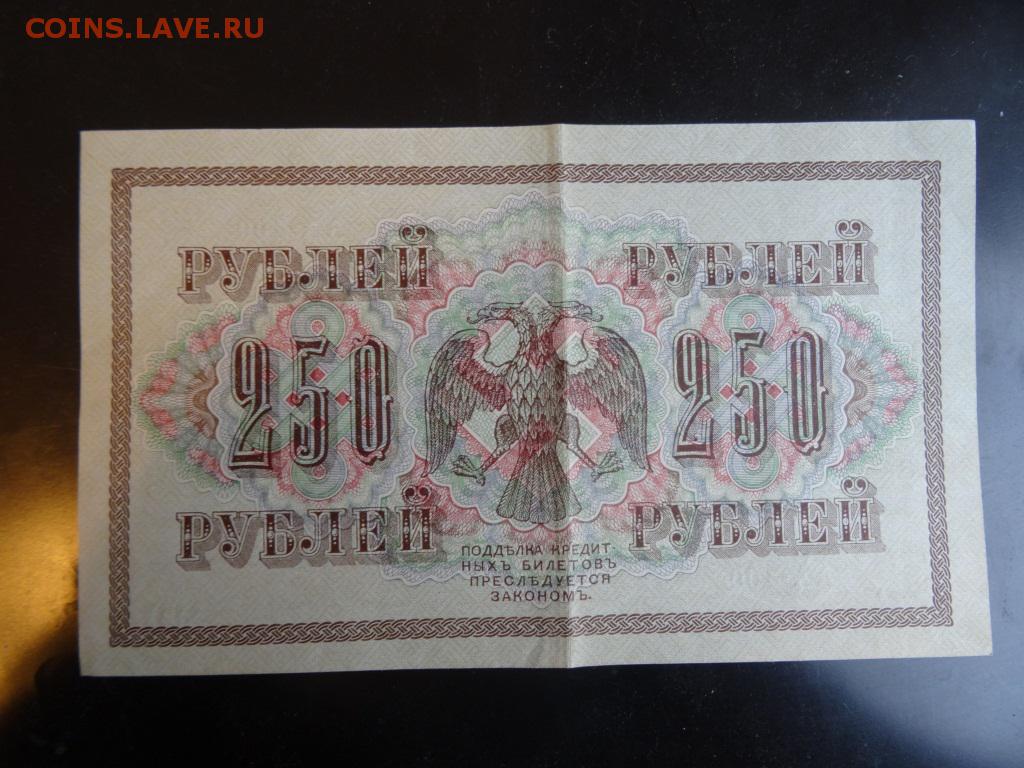 COINS.LAVE.RU
РУБЛЕЙ РУБЛЕЙ
250 250
РУБЛЕЙ РУБЛЕЙ
ПОДДѢЛКА КРЕДИТ-
НЫХЪ БИЛЕТОВЪ
ПРЕСЛѢДУЕТСЯ
ЗАКОНОМЪ.